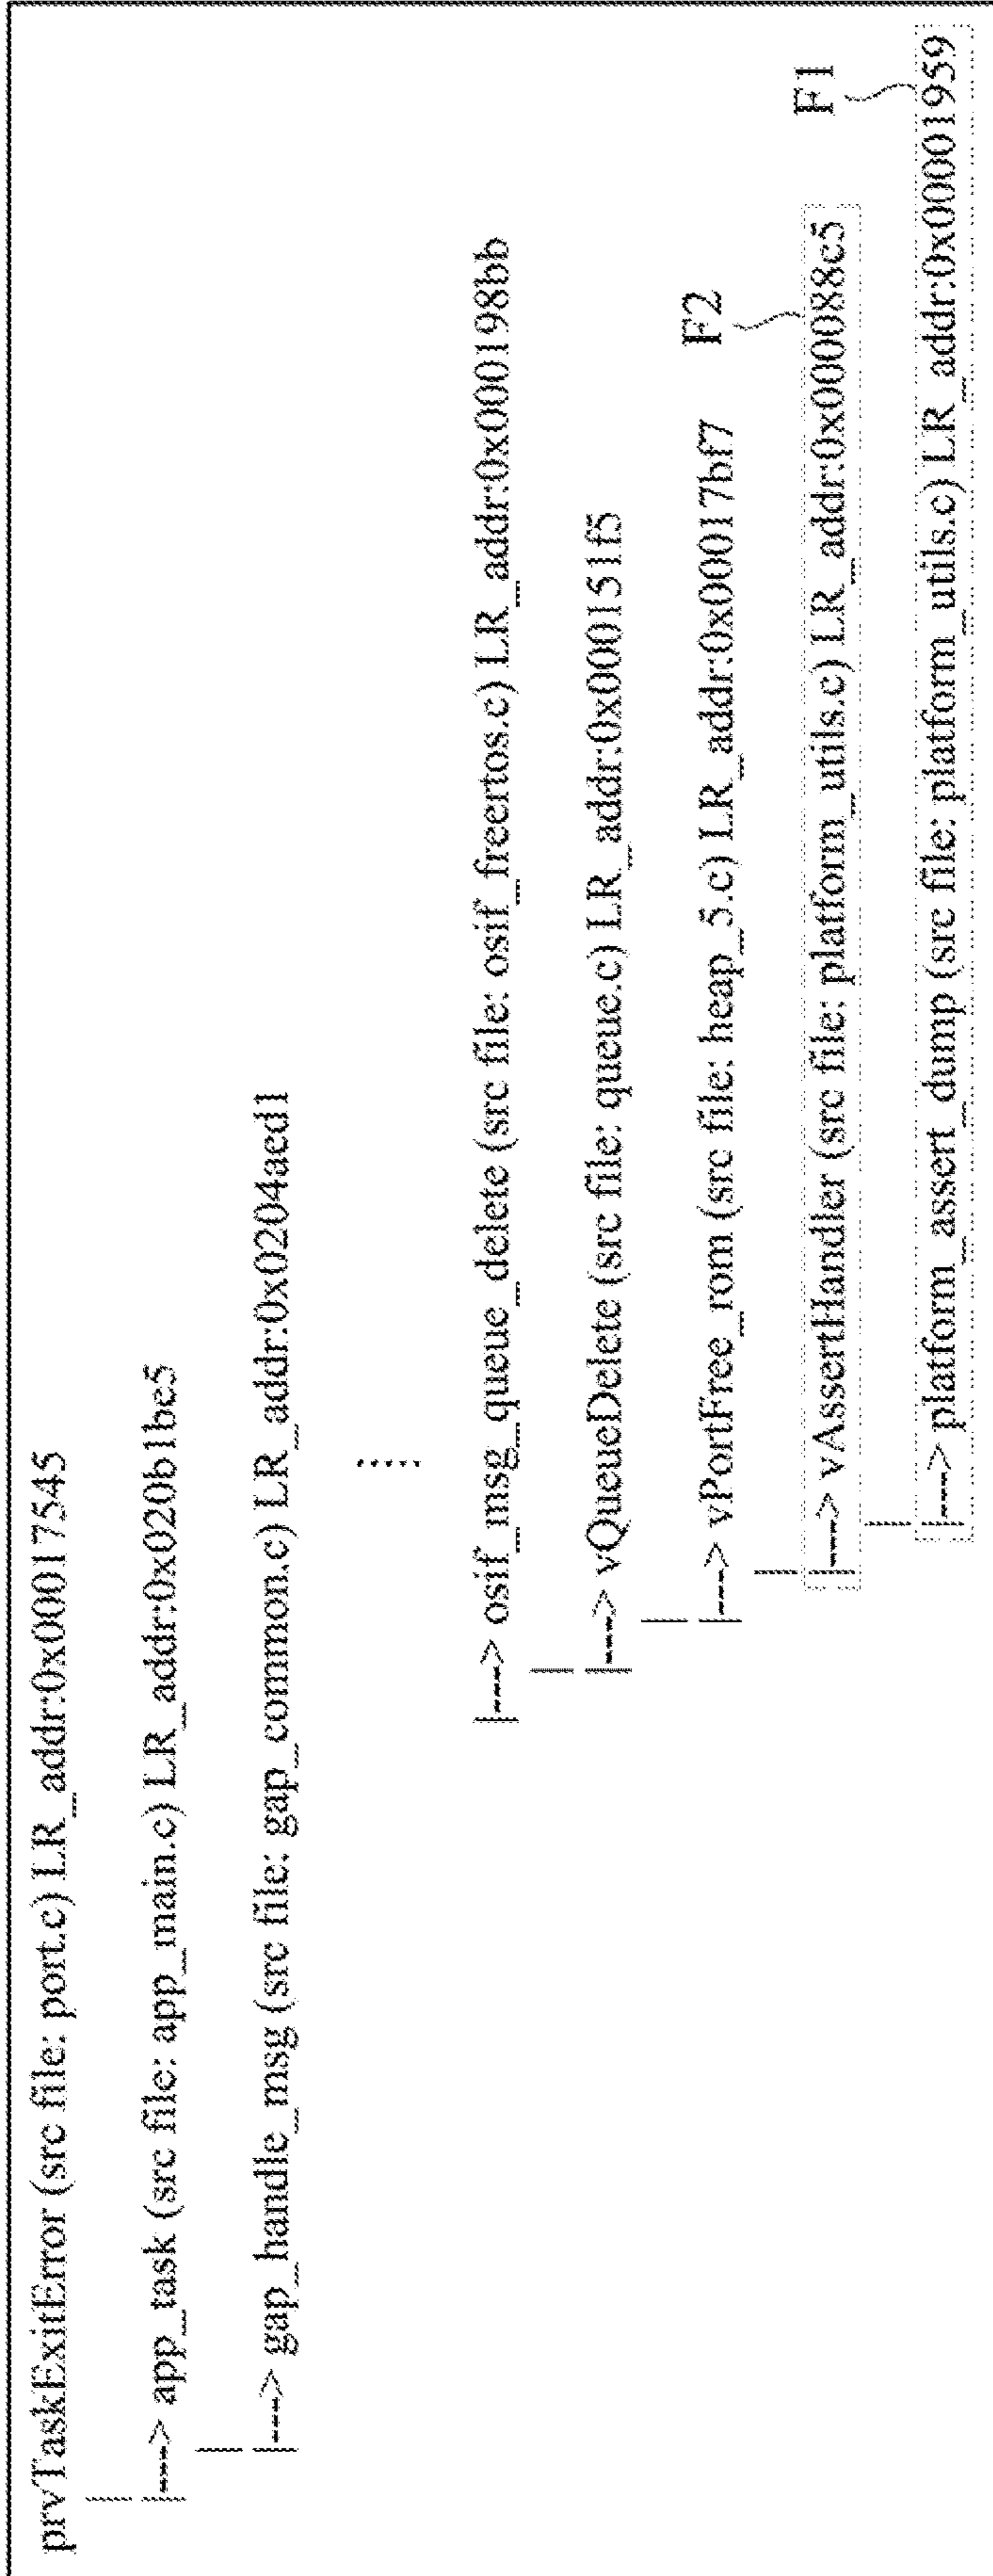 prvTaskExitError (src file: port.c) LR_addr:0x00017545
|---> app_task (src file: app_main.c) LR_addr:0x020b1be5
|---> gap_handle_msg (src file: gap_common.c) LR_addr:0x0204aed1
.....
|---> osif_msg_queue_delete (src file: osif_freertos.c) LR_addr:0x000198bb
|---> vQueueDelete (src file: queue.c) LR_addr:0x000151f5
|---> vPortFree_rom (src file: heap_5.c) LR_addr:0x00017bf7
F2
|---> vAssertHandler (src file: platform_utils.c) LR_addr:0x000088c5
F1
|---> platform_assert_dump (src file: platform_utils.c) LR_addr:0x00001959